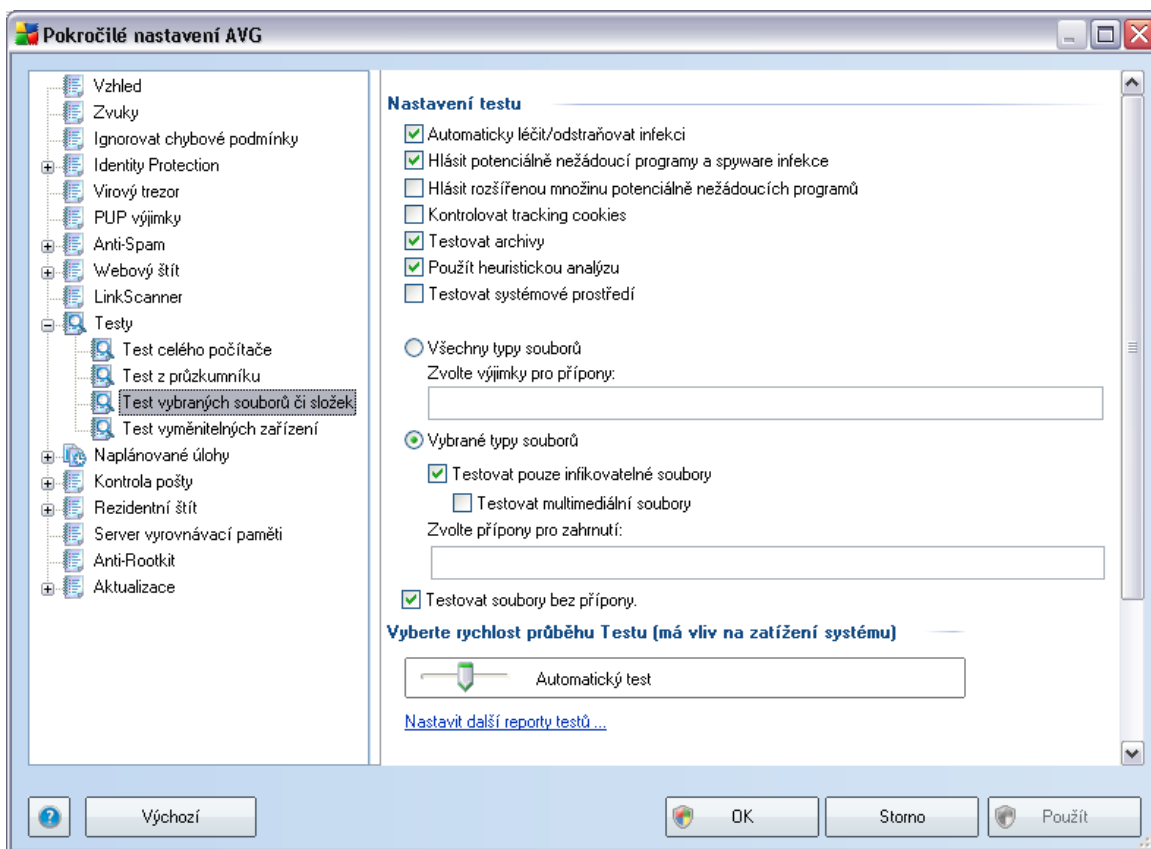 Pokročilé nastavení AVG
Vzhled
Zvuky
Ignorovat chybové podmínky
Identity Protection
Virový trezor
PUP výjimky
Anti-Spam
Webový štít
LinkScanner
Testy
Test celého počítače
Test z průzkumníku
Test vybraných souborů či složek
Test vyměnitelných zařízení
Naplánované úlohy
Kontrola pošty
Rezidentní štít
Server vyrovnávací paměti
Anti-Rootkit
Aktualizace
Nastavení testu
Automaticky léčit/odstraňovat infekci
Hlásit potenciálně nežádoucí programy a spyware infekce
Hlásit rozšířenou množinu potenciálně nežádoucích programů
Kontrolovat tracking cookies
Testovat archivy
Použít heuristickou analýzu
Testovat systémové prostředí
Všechny typy souborů
Zvolte výjimky pro přípony:
Vybrané typy souborů
Testovat pouze infikovatelné soubory
Testovat multimediální soubory
Zvolte přípony pro zahrnutí:
Testovat soubory bez přípony.
Vyberte rychlost průběhu Testu (má vliv na zatížení systému)
Automatický test
Nastavit další reporty testů ...
Výchozí
OK
Storno
Použít